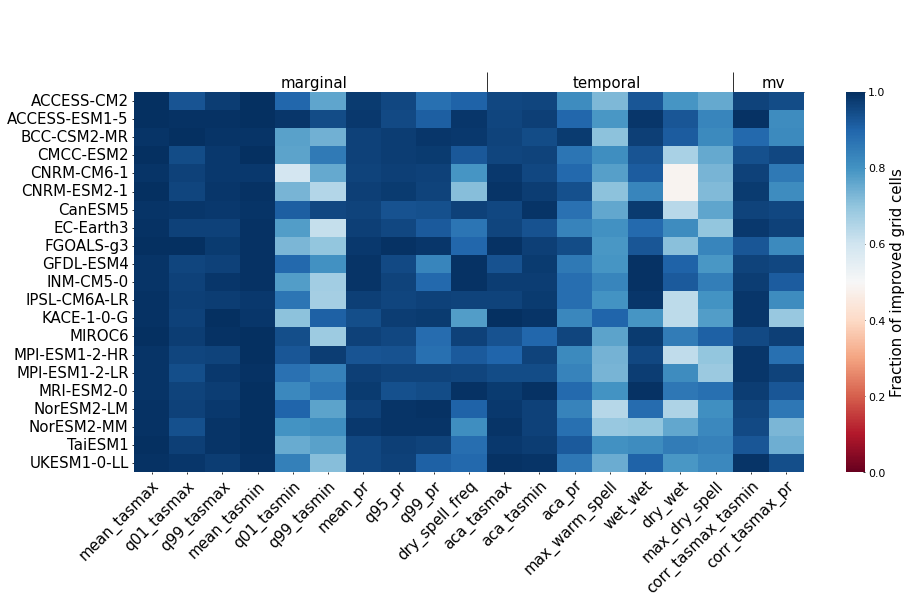 marginal
temporal
mv
ACCESS-CM2
ACCESS-ESM1-5
BCC-CSM2-MR
CMCC-ESM2
CNRM-CM6-1
CNRM-ESM2-1
CanESM5
EC-Earth3
FGOALS-g3
GFDL-ESM4
INM-CM5-0
IPSL-CM6A-LR
KACE-1-0-G
MIROC6
MPI-ESM1-2-HR
MPI-ESM1-2-LR
MRI-ESM2-0
NorESM2-LM
NorESM2-MM
TaiESM1
UKESM1-0-LL
mean_tasmax
q01_tasmax
q99_tasmax
mean_tasmin
q01_tasmin
q99_tasmin
mean_pr
q95_pr
q99_pr
dry_spell_freq
aca_tasmax
aca_tasmin
aca_pr
max_warm_spell
wet_wet
dry_wet
max_dry_spell
corr_tasmax_tasmin
corr_tasmax_pr
1.0
0.8
0.6
0.4
0.2
0.0
Fraction of improved grid cells